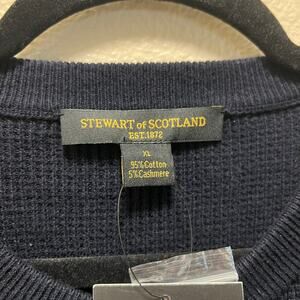 STEWART of SCOTLAND
EST.1872
XL
95% Cotton
5% Cashmere